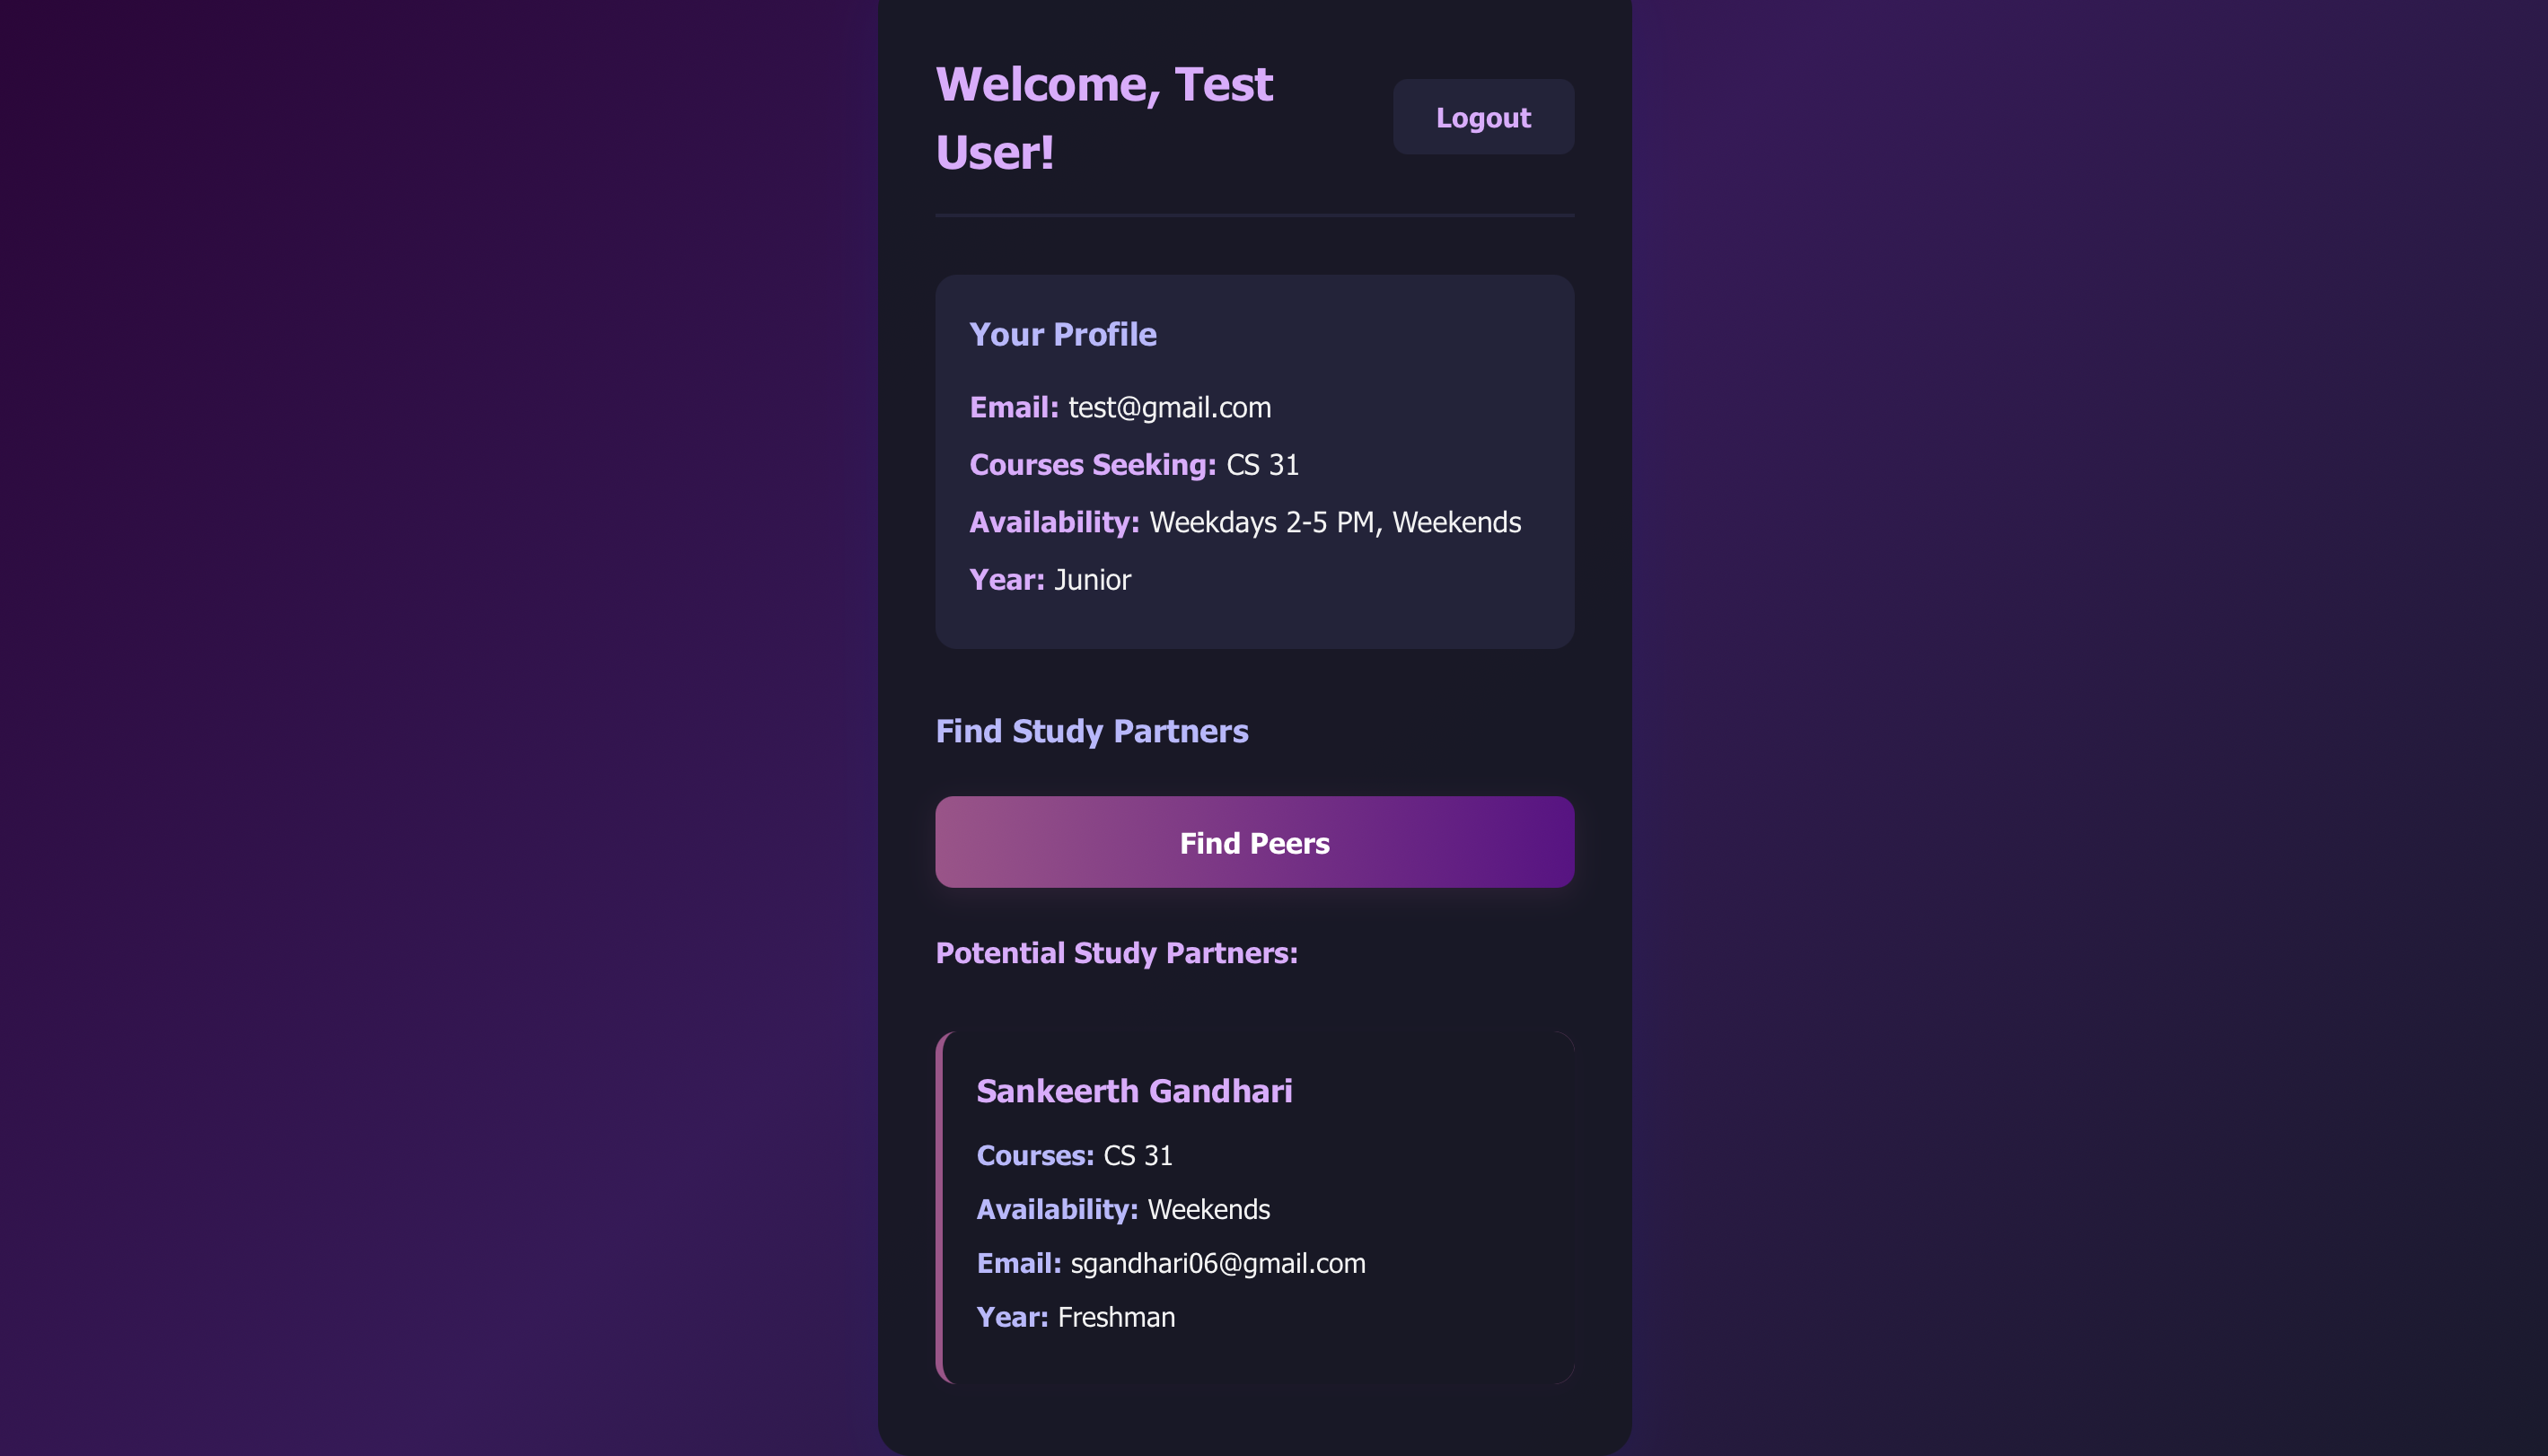 Welcome, Test
User!
Logout
Your Profile
Email: test@gmail.com
Courses Seeking: CS 31
Availability: Weekdays 2-5 PM, Weekends
Year: Junior
Find Study Partners
Find Peers
Potential Study Partners:
Sankeerth Gandhari
Courses: CS 31
Availability: Weekends
Email: sgandhari06@gmail.com
Year: Freshman